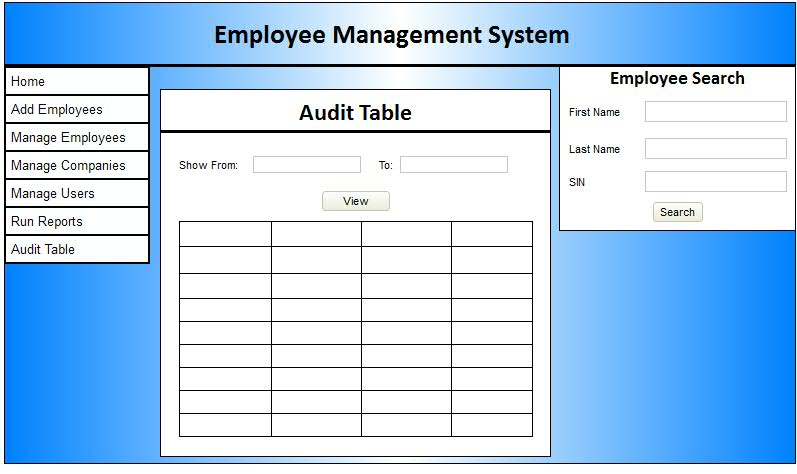 Employee Management System
Home
Add Employees
Manage Employees
Manage Companies
Manage Users
Run Reports
Audit Table
Audit Table
Show From: To:
View
Employee Search
First Name
Last Name
SIN
Search